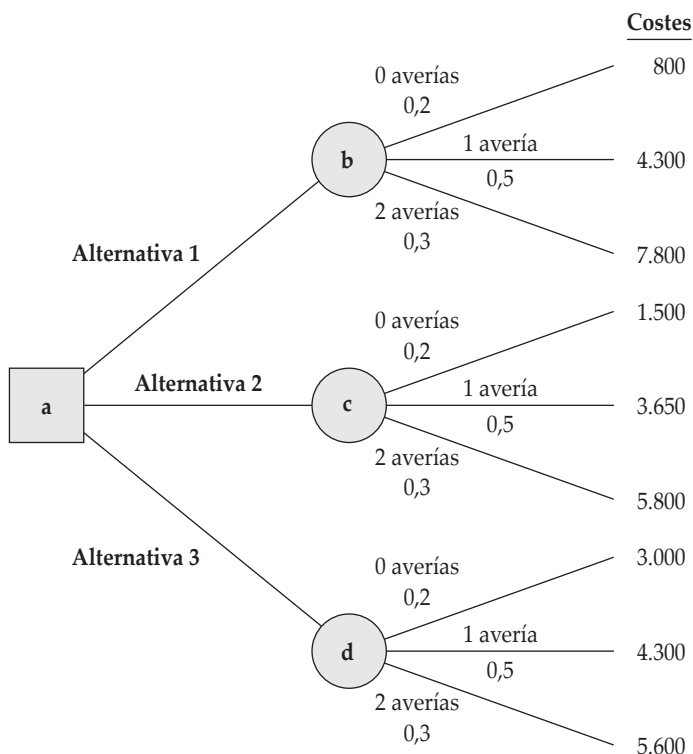 Costes
0 averías
0,2
800
b
1 avería
0,5
4.300
2 averías
0,3
7.800
Alternativa 1
0 averías
0,2
1.500
a
Alternativa 2
c
1 avería
0,5
3.650
2 averías
0,3
5.800
Alternativa 3
0 averías
0,2
3.000
d
1 avería
0,5
4.300
2 averías
0,3
5.600